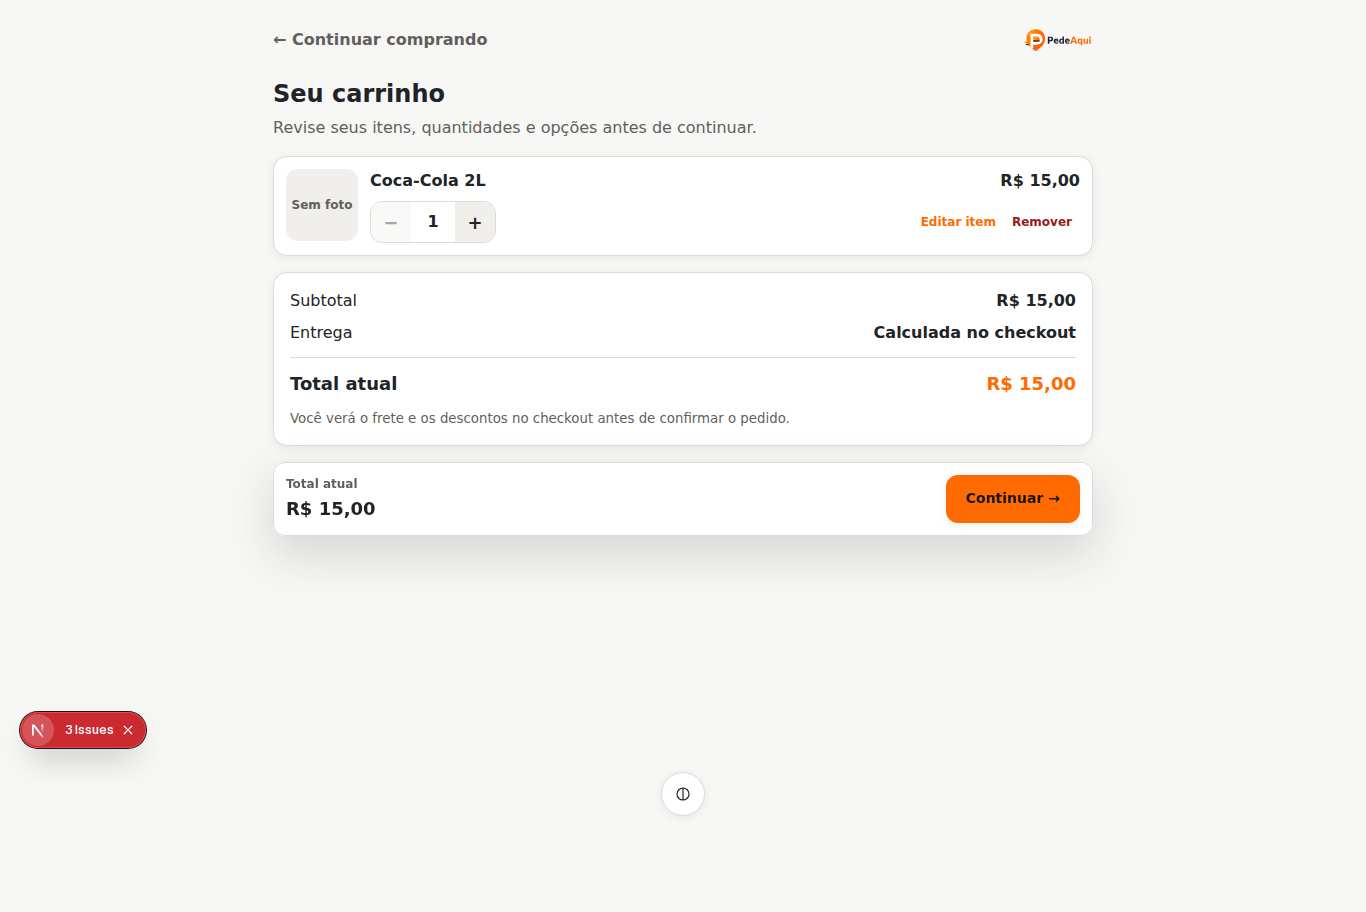 ← Continuar comprando
PedeAqui
Seu carrinho
Revise seus itens, quantidades e opções antes de continuar.
Sem foto
Coca-Cola 2L
R$ 15,00
− 1 +
Editar item
Remover
Subtotal
R$ 15,00
Entrega
Calculada no checkout
Total atual
R$ 15,00
Você verá o frete e os descontos no checkout antes de confirmar o pedido.
Total atual
R$ 15,00
Continuar →
N
3 Issues